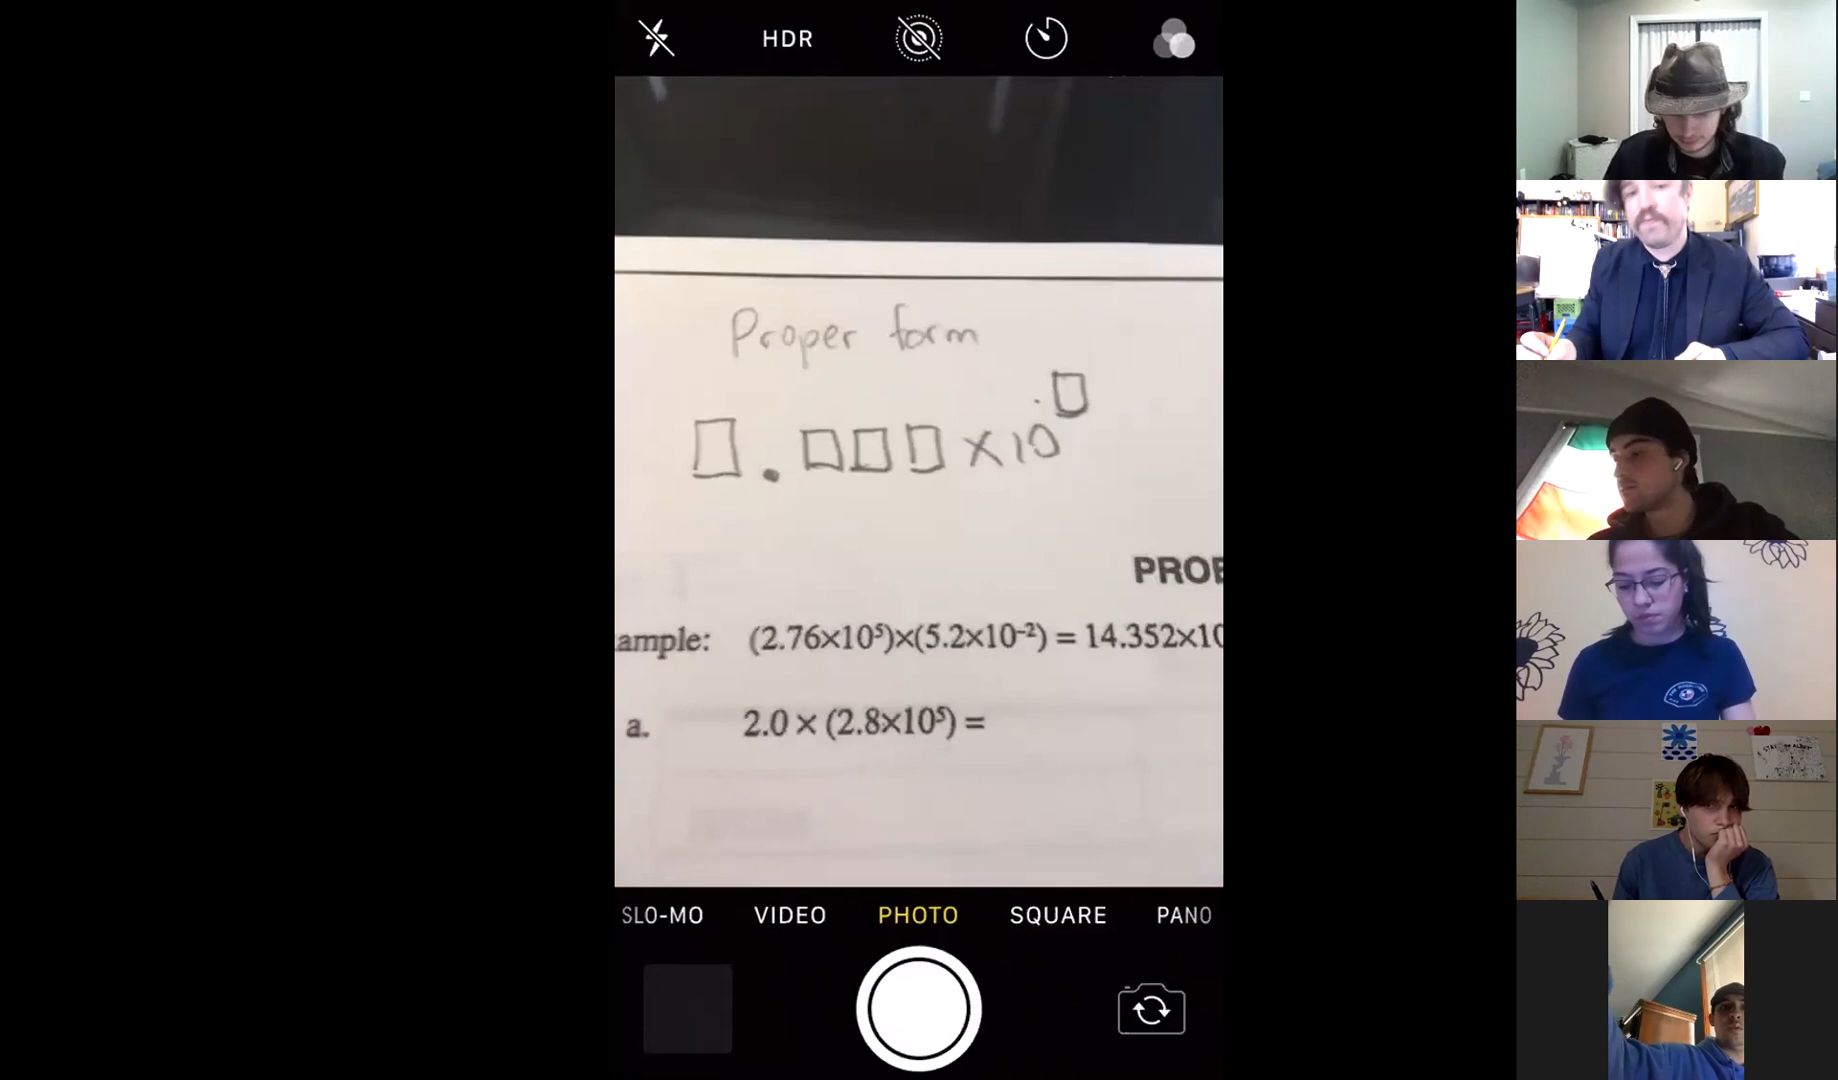 HDR
Proper form
□.□□□×10□
ample: (2.76×10⁵)×(5.2×10⁻²) = 14.352×10
a. 2.0 × (2.8×10⁵) =
SLO-MO VIDEO PHOTO SQUARE PANO